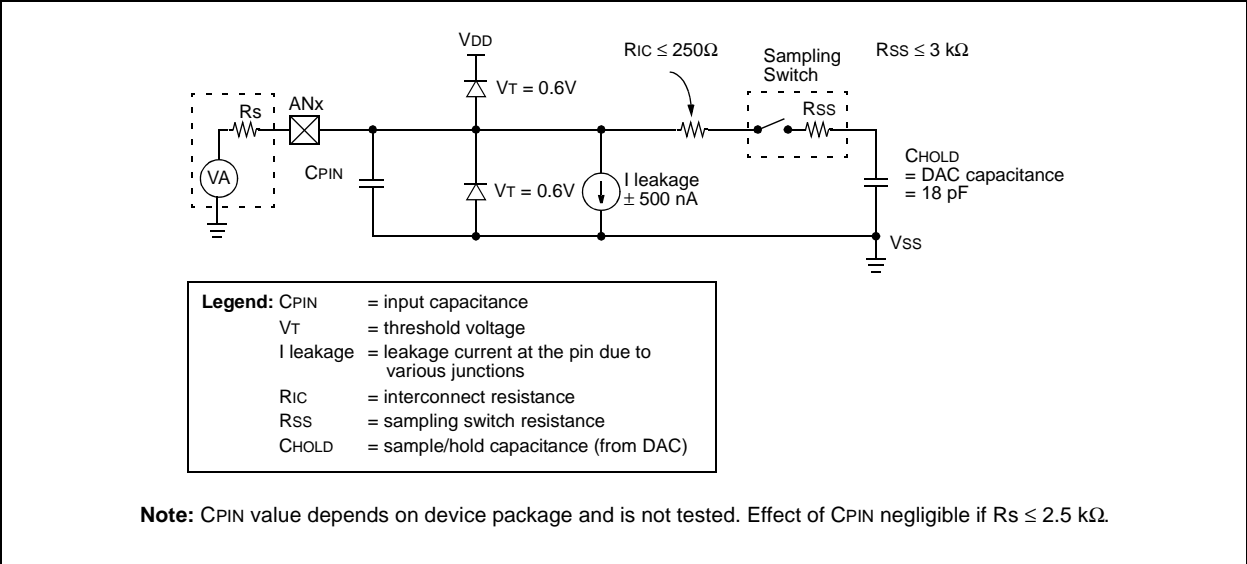 VDD
RIC ≤ 250Ω
Sampling
Switch
RSS ≤ 3 kΩ
VT = 0.6V
Rs
ANx
RSS
VA
CPIN
VT = 0.6V
I leakage
± 500 nA
CHOLD
= DAC capacitance
= 18 pF
VSS
Legend: CPIN = input capacitance
VT = threshold voltage
I leakage = leakage current at the pin due to
various junctions
RIC = interconnect resistance
RSS = sampling switch resistance
CHOLD = sample/hold capacitance (from DAC)
Note: CPIN value depends on device package and is not tested. Effect of CPIN negligible if Rs ≤ 2.5 kΩ.